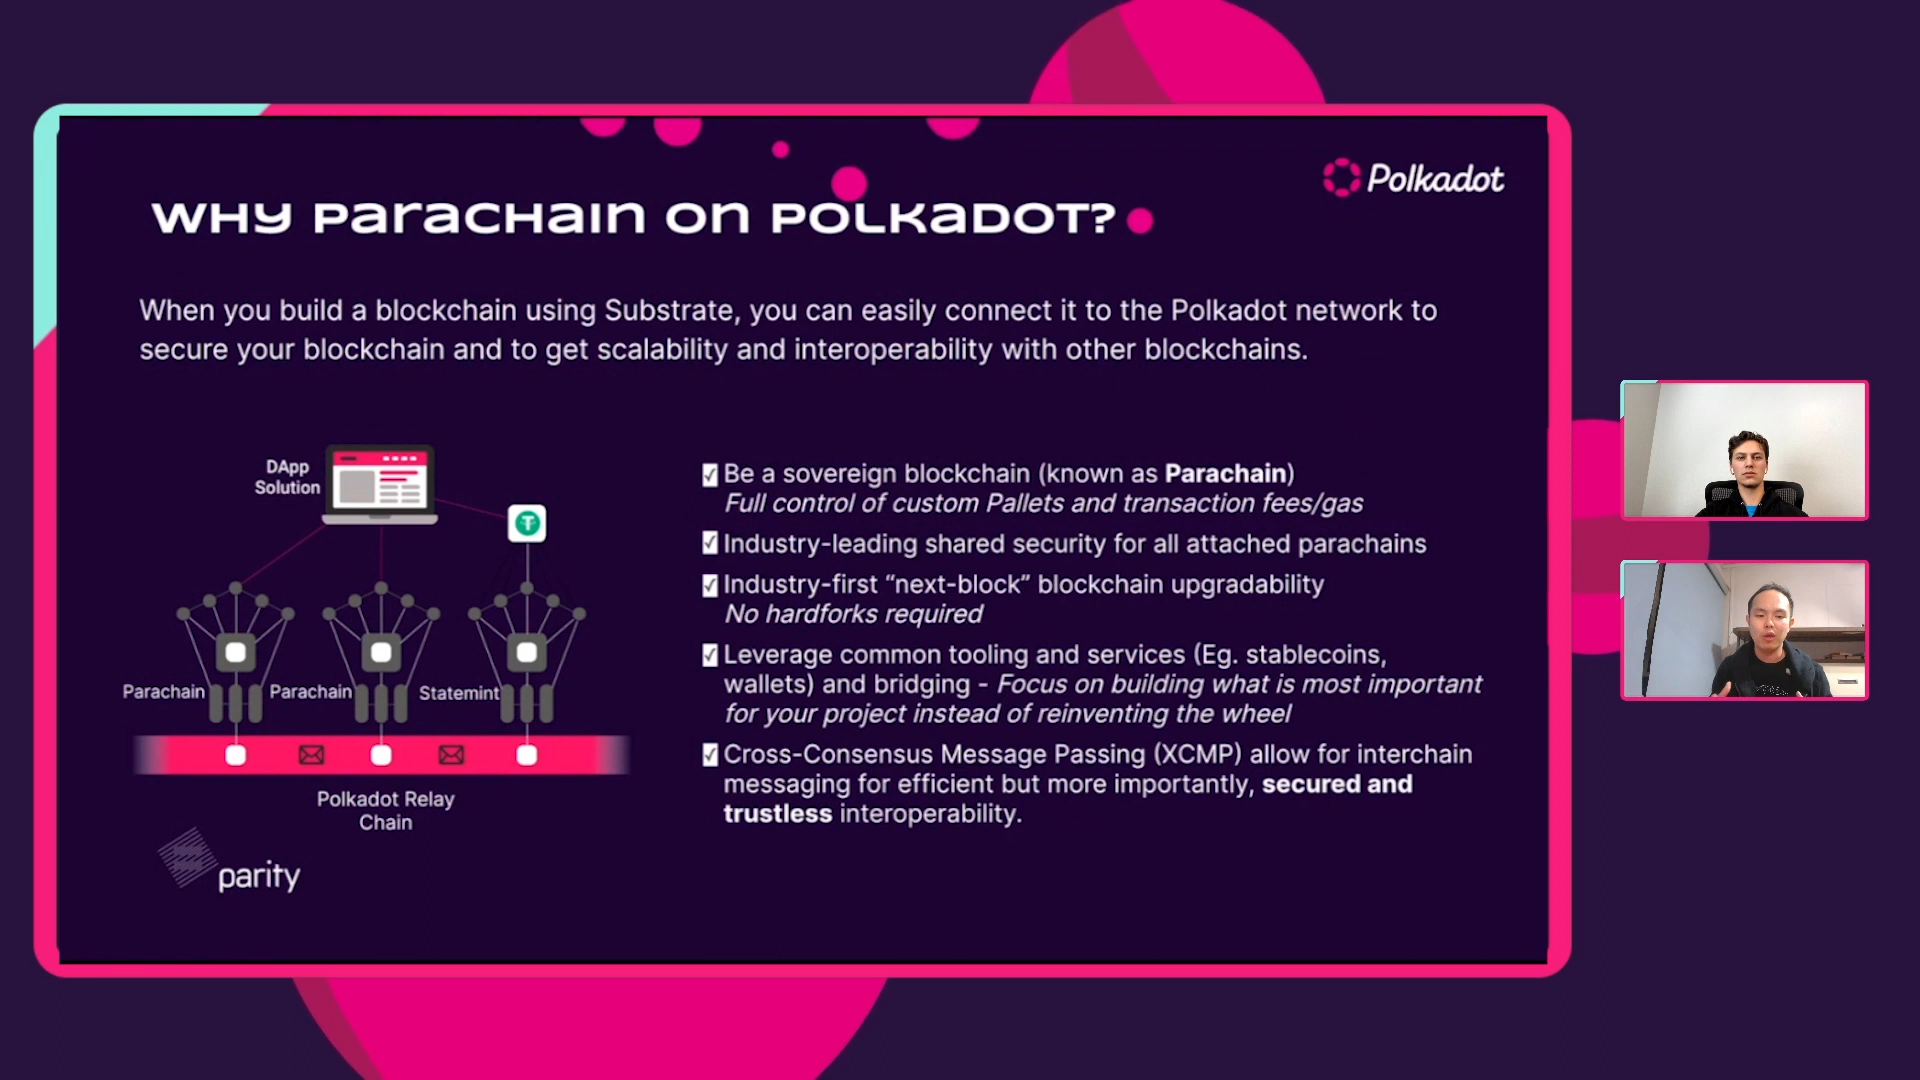 Polkadot
WHY PARACHAIN ON POLKADOT?
When you build a blockchain using Substrate, you can easily connect it to the Polkadot network to
secure your blockchain and to get scalability and interoperability with other blockchains.
DApp
Solution
Parachain
Parachain
Statemint
Polkadot Relay
Chain
parity
Be a sovereign blockchain (known as Parachain)
Full control of custom Pallets and transaction fees/gas
Industry-leading shared security for all attached parachains
Industry-first “next-block” blockchain upgradability
No hardforks required
Leverage common tooling and services (Eg. stablecoins,
wallets) and bridging - Focus on building what is most important
for your project instead of reinventing the wheel
Cross-Consensus Message Passing (XCMP) allow for interchain
messaging for efficient but more importantly, secured and
trustless interoperability.